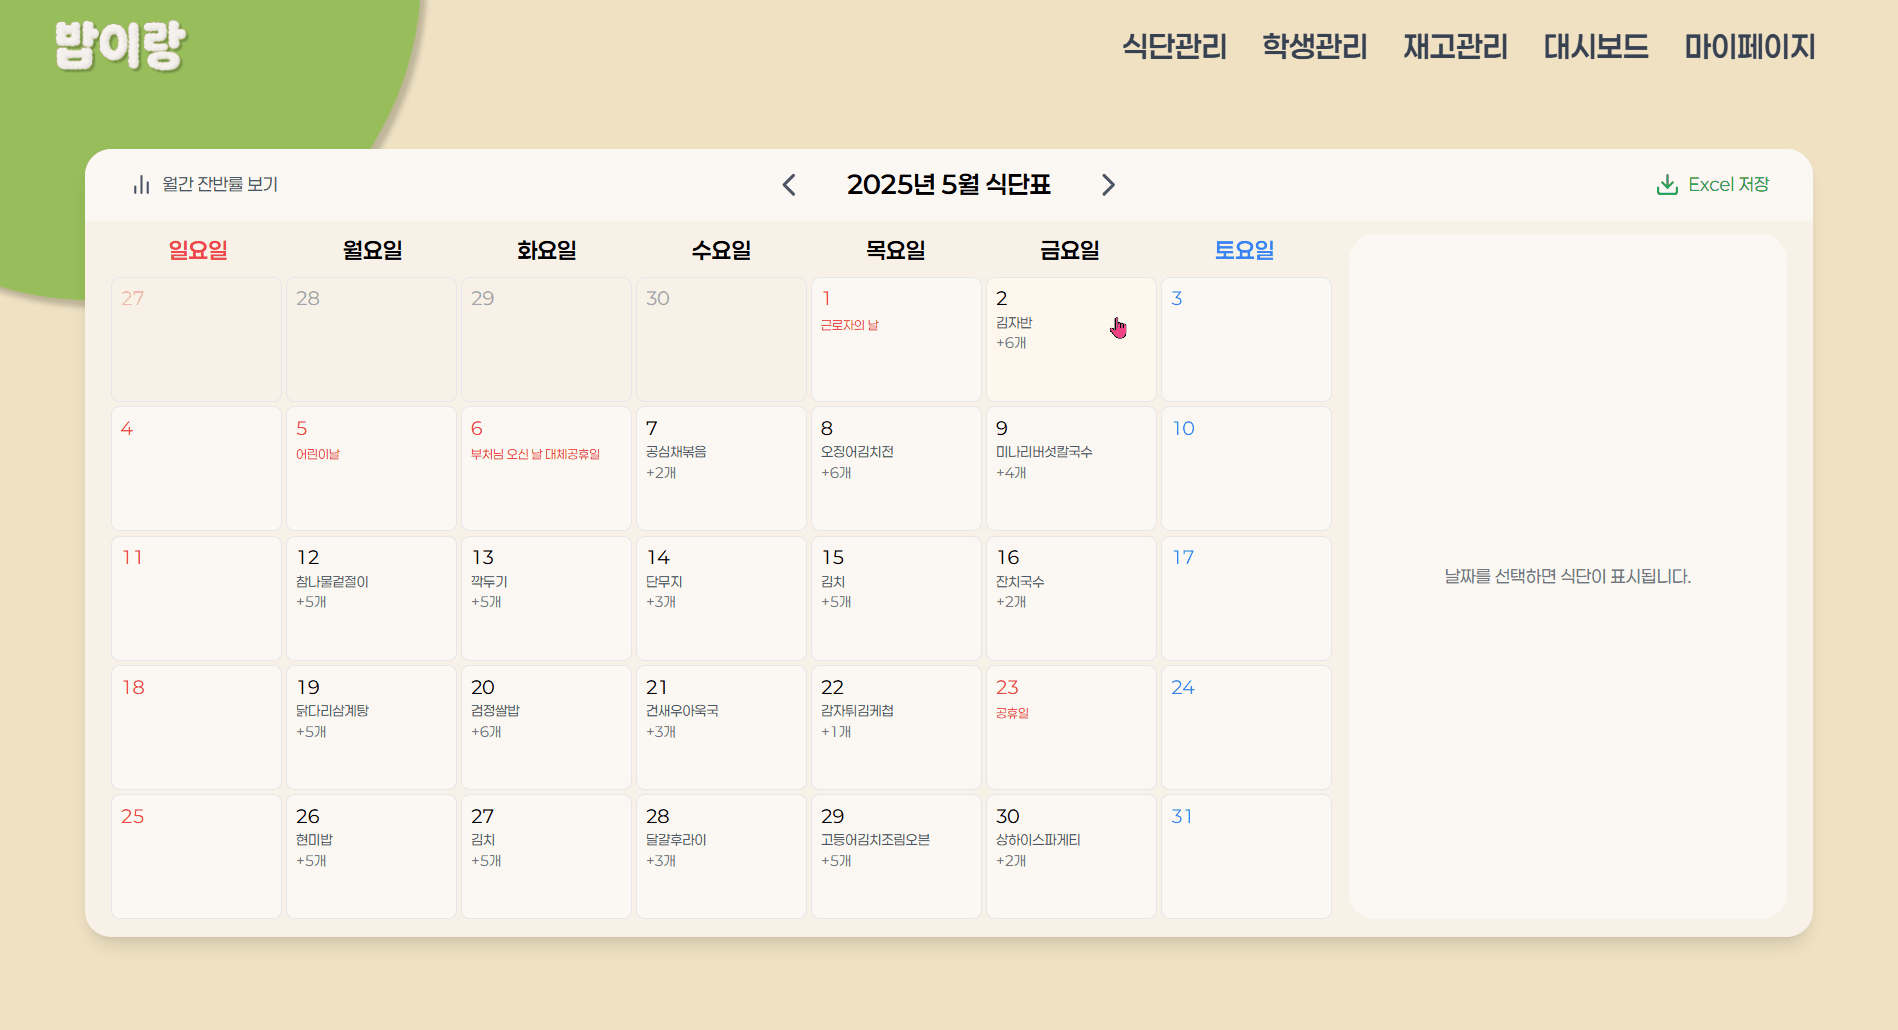 밥이랑
식단관리 학생관리 재고관리 대시보드 마이페이지
월간 잔반률 보기
2025년 5월 식단표
Excel 저장
일요일 월요일 화요일 수요일 목요일 금요일 토요일
27 28 29 30 1 2 3
근로자의 날 김자반
+6개
4 5 6 7 8 9 10
어린이날 부처님 오신 날 대체공휴일 공심채볶음 오징어김치전 미나리버섯칼국수
+2개 +6개 +4개
11 12 13 14 15 16 17
참나물겉절이 깍두기 단무지 김치 잔치국수
+5개 +5개 +3개 +5개 +2개
18 19 20 21 22 23 24
닭다리삼계탕 검정쌀밥 건새우아욱국 감자튀김케첩 공휴일
+5개 +6개 +3개 +1개
25 26 27 28 29 30 31
현미밥 김치 달걀후라이 고등어김치조림오븐 상하이스파게티
+5개 +5개 +3개 +5개 +2개
날짜를 선택하면 식단이 표시됩니다.